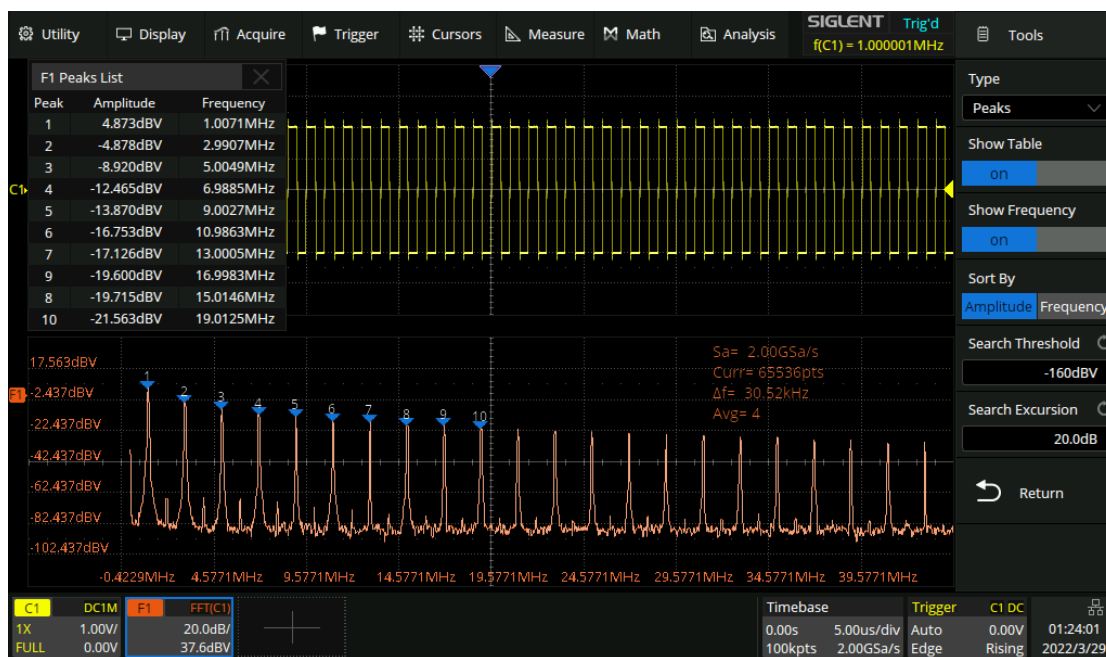 Utility Display Acquire Trigger Cursors Measure Math Analysis SIGLENT Trig'd
f(C1) = 1.000001MHz
Tools
F1 Peaks List
Peak Amplitude Frequency
1 4.873dBV 1.0071MHz
2 -4.878dBV 2.9907MHz
3 -8.920dBV 5.0049MHz
4 -12.465dBV 6.9885MHz
5 -13.870dBV 9.0027MHz
6 -16.753dBV 10.9863MHz
7 -17.126dBV 13.0005MHz
9 -19.600dBV 16.9983MHz
8 -19.715dBV 15.0146MHz
10 -21.563dBV 19.0125MHz
C1
Type
Peaks
Show Table
on
Show Frequency
on
Sort By
Amplitude Frequency
Search Threshold
-160dBV
Search Excursion
20.0dB
Return
Sa= 2.00GSa/s
Curr= 65536pts
Δf= 30.52kHz
Avg= 4
17.563dBV
F1 -2.437dBV
-22.437dBV
-42.437dBV
-62.437dBV
-82.437dBV
-102.437dBV
1 2 3 4 5 6 7 8 9 10
-0.4229MHz 4.5771MHz 9.5771MHz 14.5771MHz 19.5771MHz 24.5771MHz 29.5771MHz 34.5771MHz 39.5771MHz
C1 DC1M
1X 1.00V/
FULL 0.00V
F1 FFT(C1)
20.0dB/
37.6dBV
Timebase
0.00s 5.00us/div
100kpts 2.00GSa/s
Trigger C1 DC
Auto 0.00V
Edge Rising
01:24:01
2022/3/29